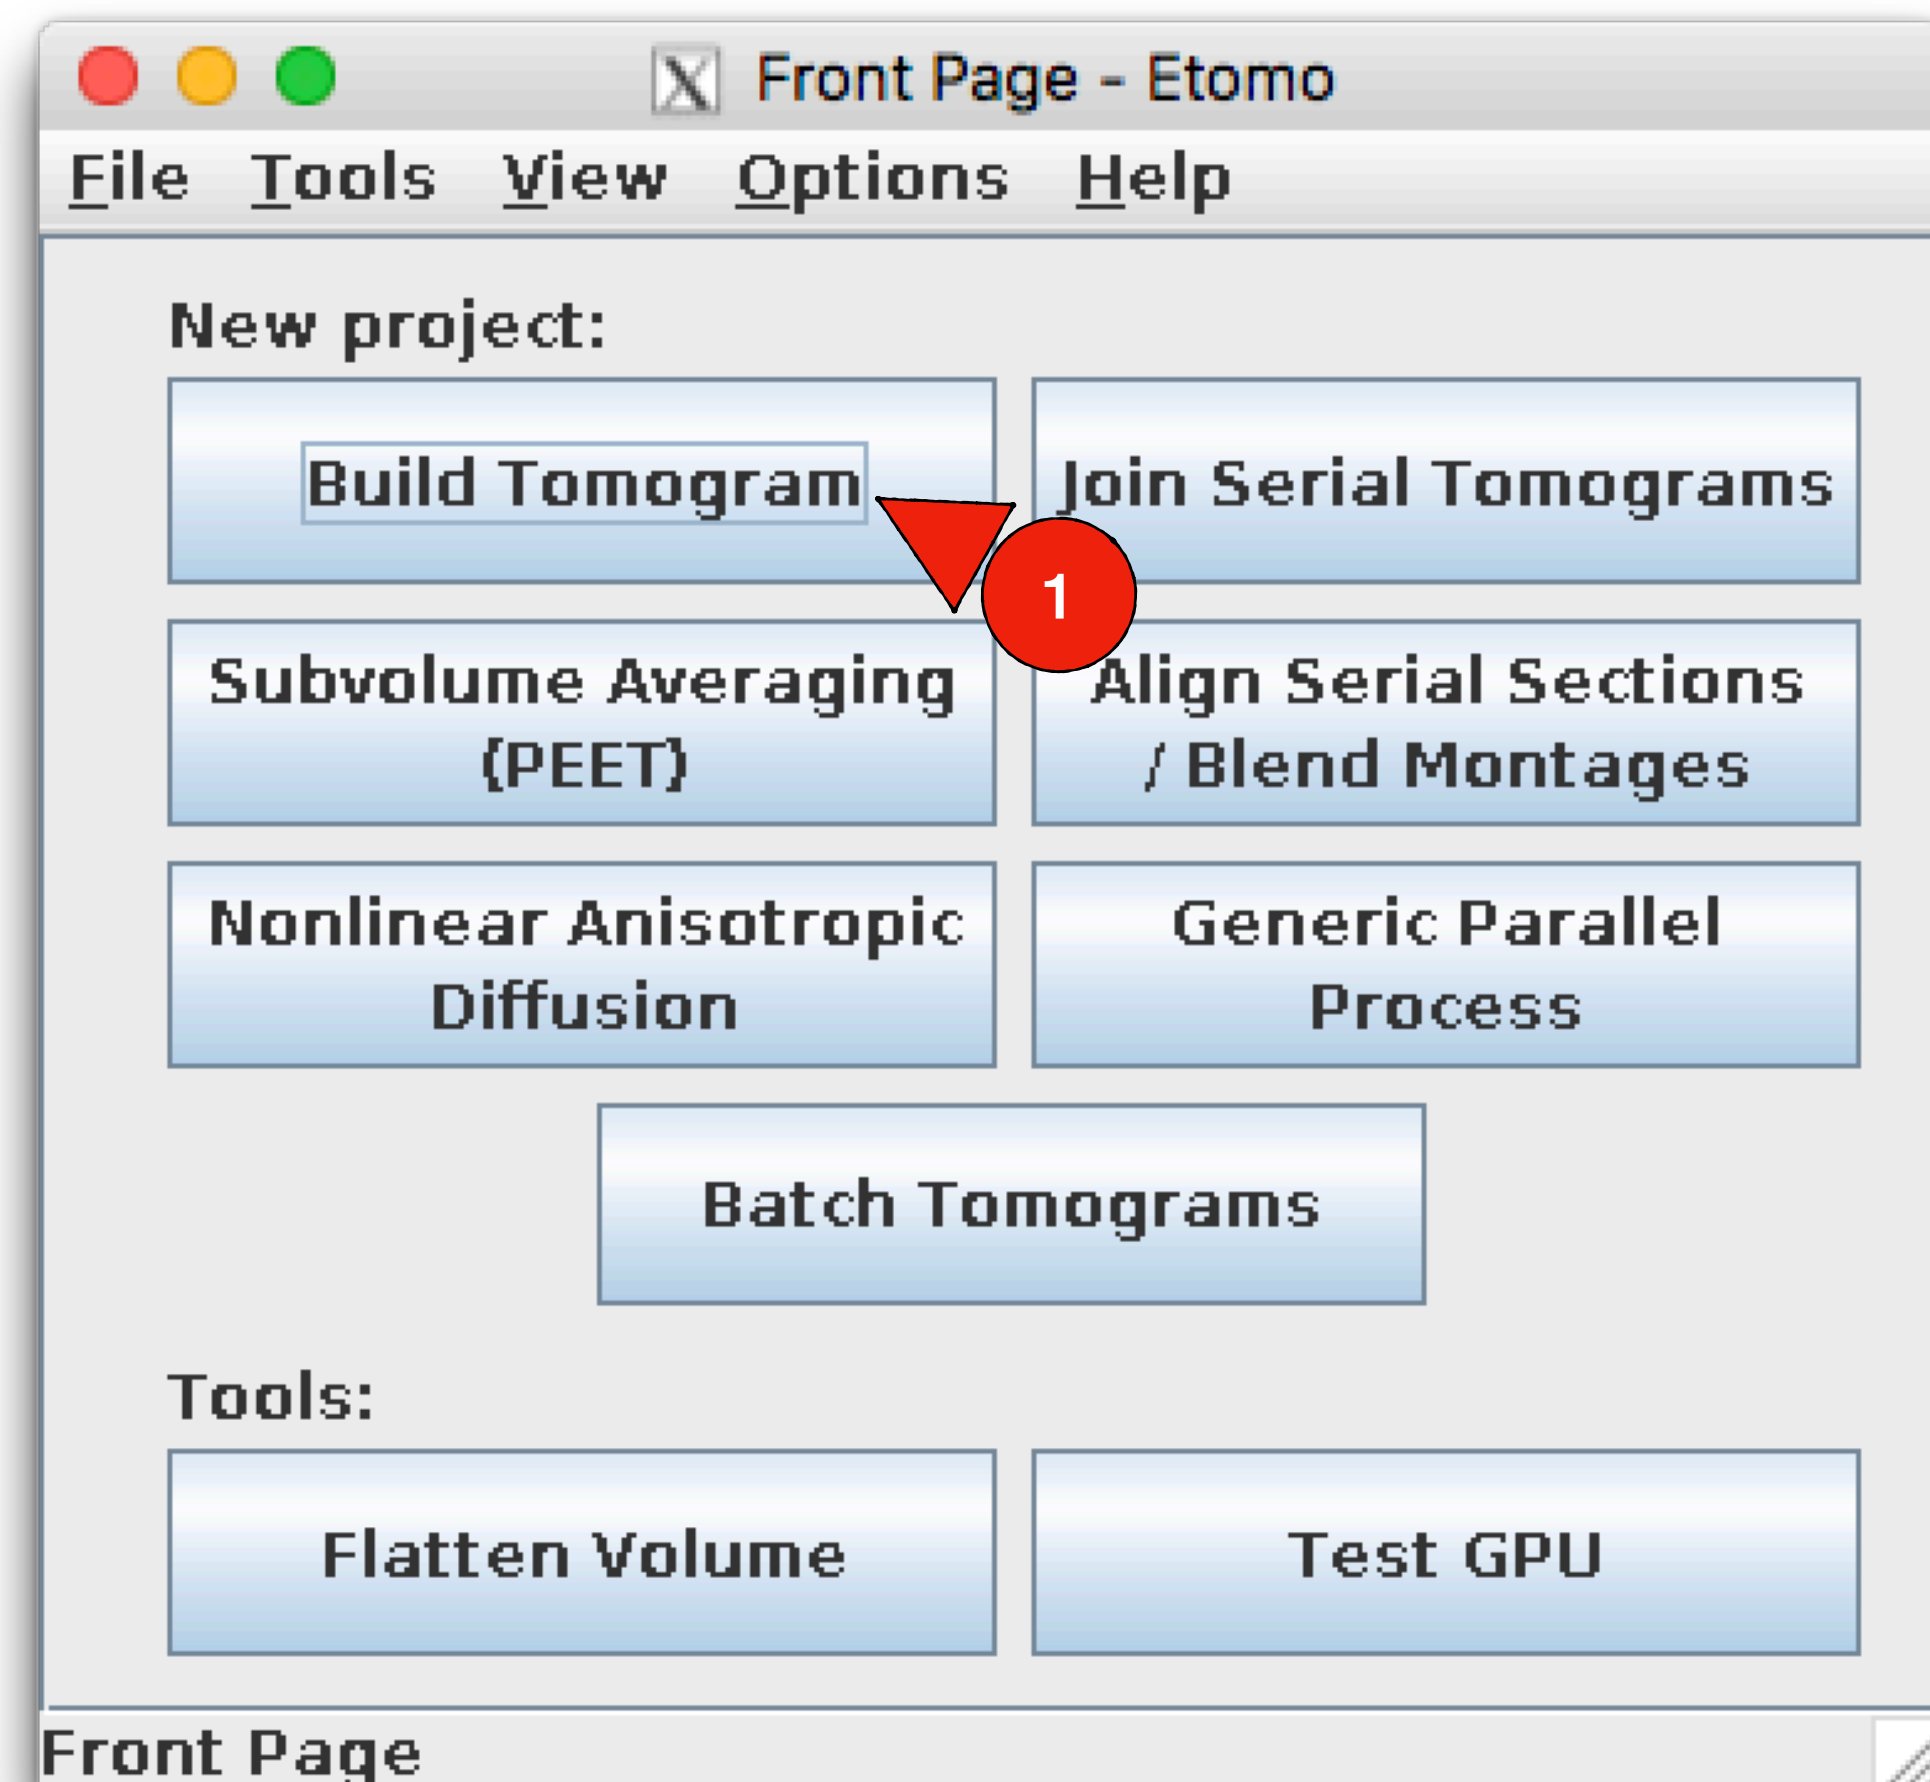 Front Page - Etomo
File Tools View Options Help
New project:
Build Tomogram
Join Serial Tomograms
1
Subvolume Averaging
(PEET)
Align Serial Sections
/ Blend Montages
Nonlinear Anisotropic
Diffusion
Generic Parallel
Process
Batch Tomograms
Tools:
Flatten Volume
Test GPU
Front Page